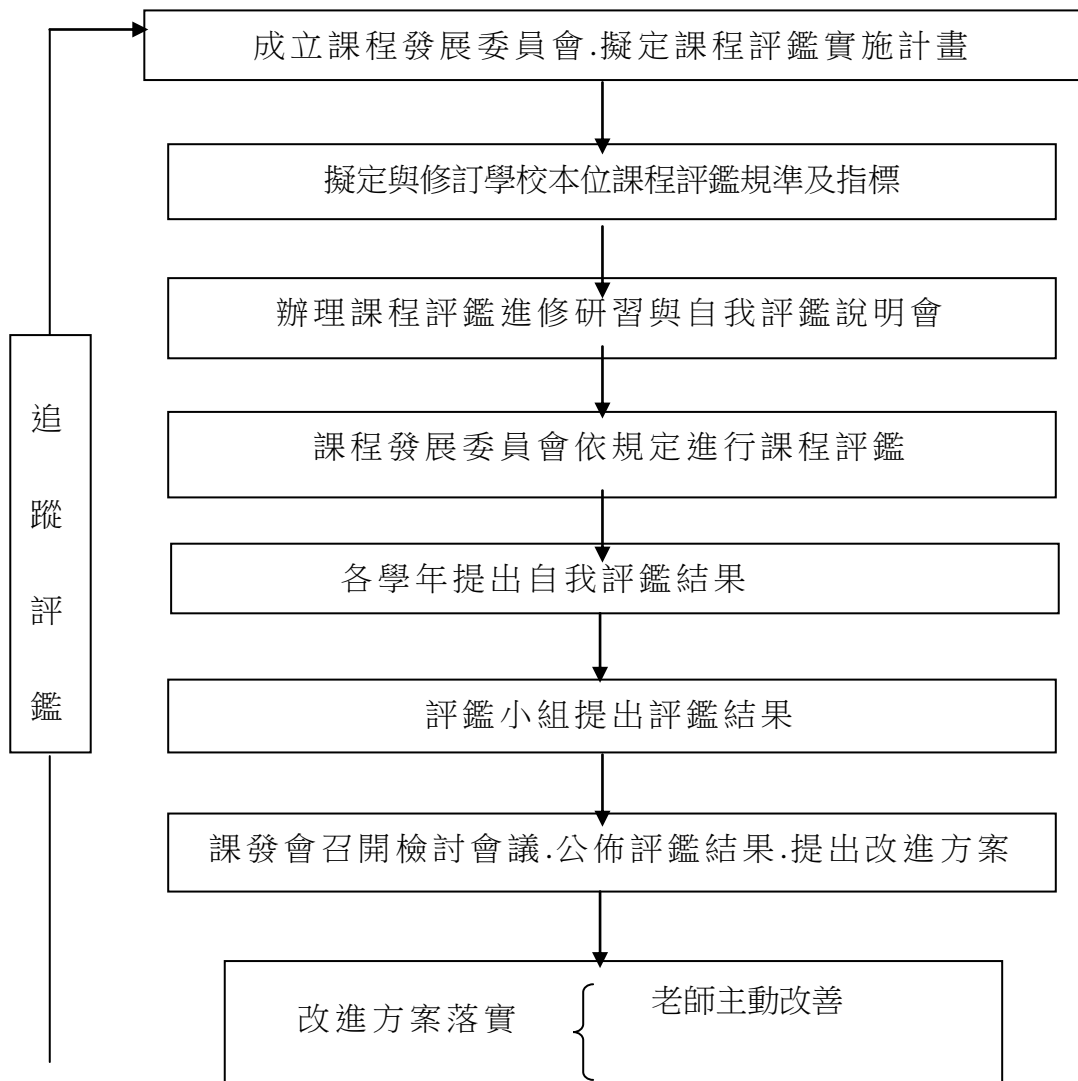 成立課程發展委員會.擬定課程評鑑實施計畫
擬定與修訂學校本位課程評鑑規準及指標
辦理課程評鑑進修研習與自我評鑑說明會
課程發展委員會依規定進行課程評鑑
各學年提出自我評鑑結果
評鑑小組提出評鑑結果
課發會召開檢討會議.公佈評鑑結果.提出改進方案
改進方案落實
老師主動改善
追
蹤
評
鑑